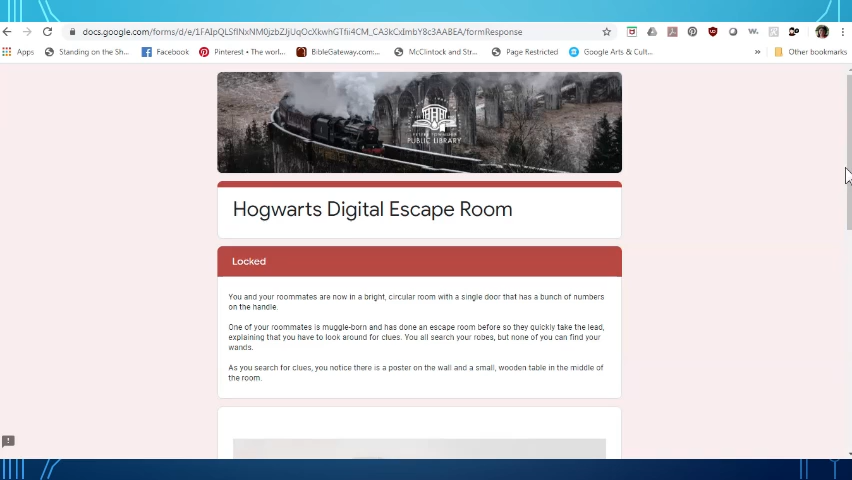 docs.google.com/forms/d/e/1FAIpQLSfINxNM0jzbZJjUqOcXkwhGTfii4CM_CA3kCxImbY8c3AABEA/formResponse
Apps Standing on the Sh... Facebook Pinterest • The worl... BibleGateway.com:... McClintock and Str... Page Restricted Google Arts & Cult... » Other bookmarks
PUBLIC LIBRARY
Hogwarts Digital Escape Room
Locked
You and your roommates are now in a bright, circular room with a single door that has a bunch of numbers
on the handle.
One of your roommates is muggle-born and has done an escape room before so they quickly take the lead,
explaining that you have to look around for clues. You all search your robes, but none of you can find your
wands.
As you search for clues, you notice there is a poster on the wall and a small, wooden table in the middle of
the room.